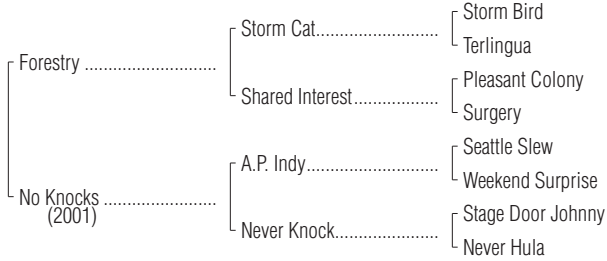 Storm Bird
Storm Cat..............................
Terlingua
Forestry ................................
Pleasant Colony
Shared Interest.....................
Surgery
Seattle Slew
A.P. Indy................................
Weekend Surprise
No Knocks ...........................
(2001)
Stage Door Johnny
Never Knock.........................
Never Hula